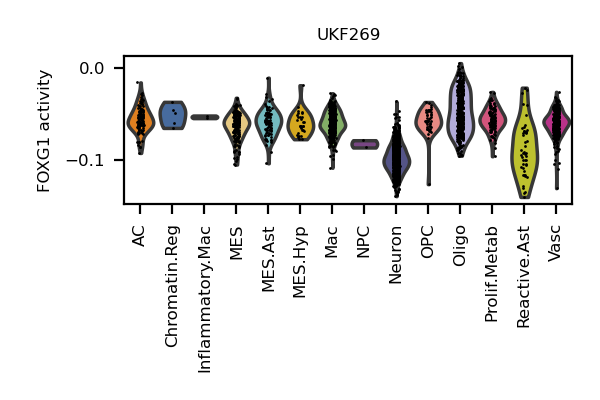 UKF269
FOXG1 activity
0.0
−0.1
AC
Chromatin.Reg
Inflammatory.Mac
MES
MES.Ast
MES.Hyp
Mac
NPC
Neuron
OPC
Oligo
Prolif.Metab
Reactive.Ast
Vasc